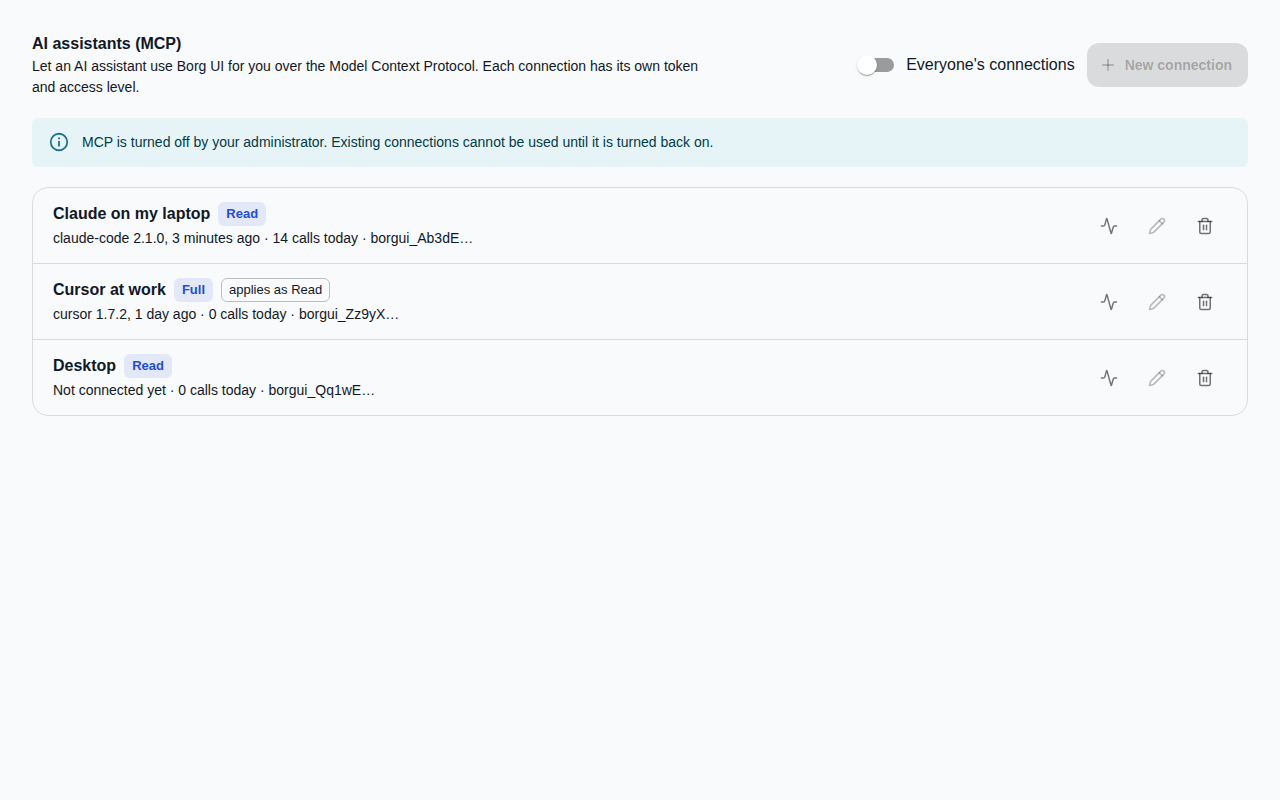 AI assistants (MCP)
Let an AI assistant use Borg UI for you over the Model Context Protocol. Each connection has its own token
and access level.
Everyone's connections
New connection
MCP is turned off by your administrator. Existing connections cannot be used until it is turned back on.
Claude on my laptop Read
claude-code 2.1.0, 3 minutes ago · 14 calls today · borgui_Ab3dE…
Cursor at work Full applies as Read
cursor 1.7.2, 1 day ago · 0 calls today · borgui_Zz9yX…
Desktop Read
Not connected yet · 0 calls today · borgui_Qq1wE…